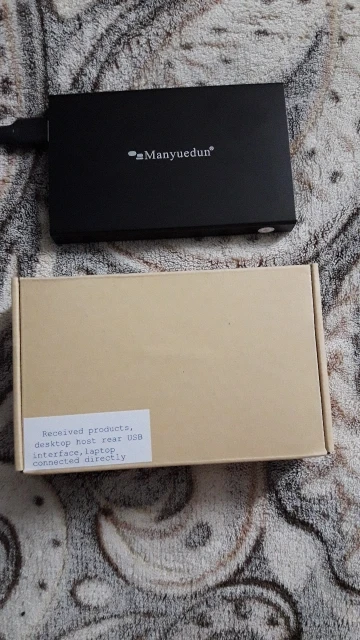 Manyuedun®
Received products,
desktop host rear USB
interface,laptop
connected directly